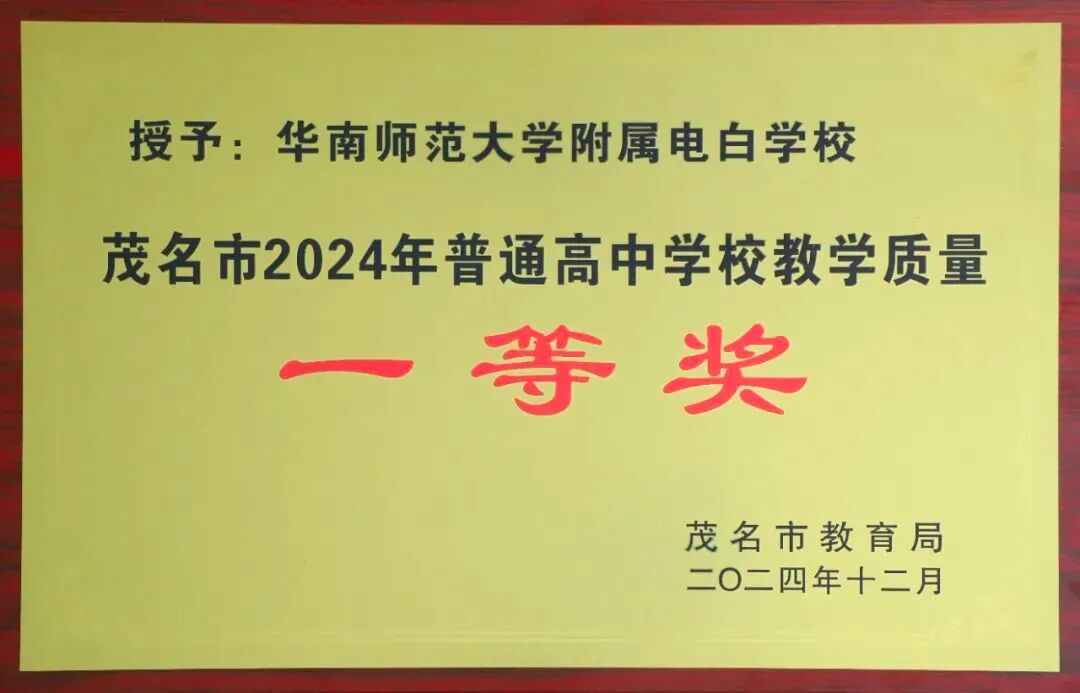 授予：华南师范大学附属电白学校
茂名市2024年普通高中学校教学质量
一等奖
茂名市教育局
二〇二四年十二月